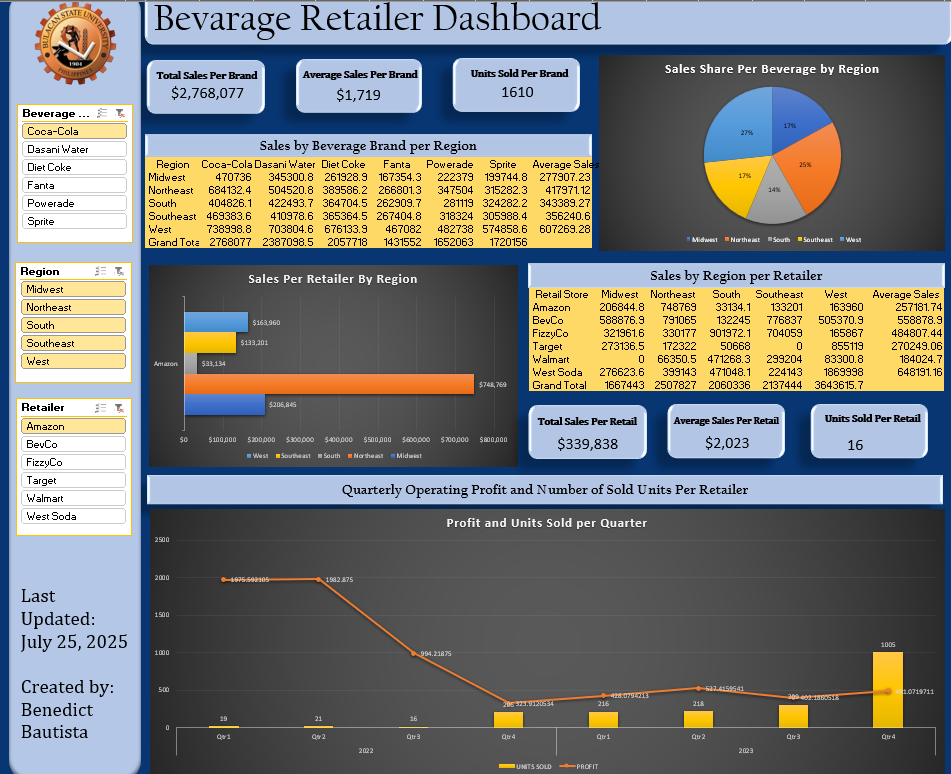 Bevarage Retailer Dashboard
BULACAN STATE UNIVERSITY
1904
PHILIPPINES
Beverage ...
Coca-Cola
Dasani Water
Diet Coke
Fanta
Powerade
Sprite
Region
Midwest
Northeast
South
Southeast
West
Retailer
Amazon
BevCo
FizzyCo
Target
Walmart
West Soda
Last
Updated:
July 25, 2025
Created by:
Benedict
Bautista
Total Sales Per Brand
$2,768,077
Average Sales Per Brand
$1,719
Units Sold Per Brand
1610
Sales by Beverage Brand per Region
Region Coca-Cola Dasani Water Diet Coke Fanta Powerade Sprite Average Sales
Midwest 470736 345300.8 261928.9 167354.3 222379 199744.8 277907.23
Northeast 684132.4 504520.8 389586.2 266801.3 347504 315202.3 417971.12
South 404826.1 422493.7 364704.5 262909.7 281119 324282.2 343389.27
Southeast 469383.6 410978.6 365364.5 267404.8 318324 305988.4 356240.6
West 738998.8 703804.6 676133.9 467082 482738 574858.6 607269.28
Grand Tota 2768077 2387098.5 2057718 1431552 1652063 1720156
Sales Share Per Beverage by Region
17%
25%
14%
17%
27%
Midwest Northeast South Southeast West
Sales Per Retailer By Region
$163,960
$133,201
Amazon $33,134
$748,769
$206,845
$0 $100,000 $200,000 $300,000 $400,000 $500,000 $600,000 $700,000 $800,000
West Southeast South Northeast Midwest
Sales by Region per Retailer
Retail Store Midwest Northeast South Southeast West Average Sales
Amazon 206844.8 748769 33134.1 133201 163960 257181.74
BevCo 588876.9 791065 132245 776837 505370.9 558878.9
FizzyCo 321961.6 330177 901972.1 704059 165867 484807.44
Target 273136.5 172322 50668 0 855119 270249.06
Walmart 0 66350.5 471268.3 299204 83300.8 184024.7
West Soda 276623.6 399143 471048.1 224143 1869998 648191.16
Grand Total 1667443 2507827 2060336 2137444 3643615.7
Total Sales Per Retail
$339,838
Average Sales Per Retail
$2,023
Units Sold Per Retail
16
Quarterly Operating Profit and Number of Sold Units Per Retailer
Profit and Units Sold per Quarter
2500
2000
1500
1000
500
0
1975.592105
1982.875
994.21875
323.9120534
428.0794213
527.4159541
19
21
16
216
218
1005
Qtr1 Qtr2 Qtr3 Qtr4 Qtr1 Qtr2 Qtr3 Qtr4
2022 2023
UNITS SOLD PROFIT